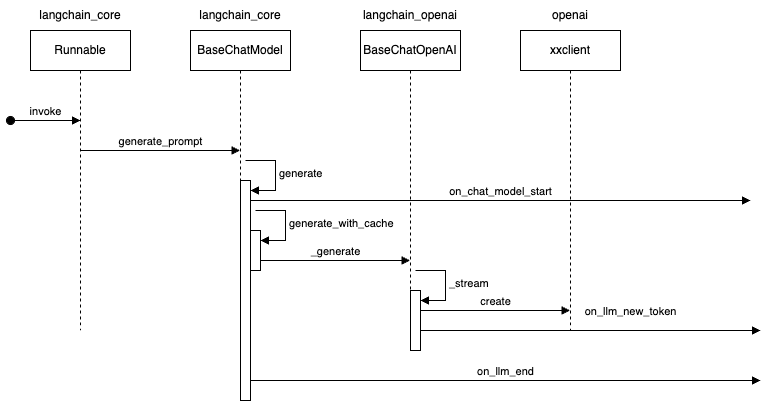 langchain_core
langchain_core
langchain_openai
openai
Runnable
BaseChatModel
BaseChatOpenAI
xxclient
invoke
generate_prompt
generate
on_chat_model_start
generate_with_cache
_generate
_stream
create
on_llm_new_token
on_llm_end